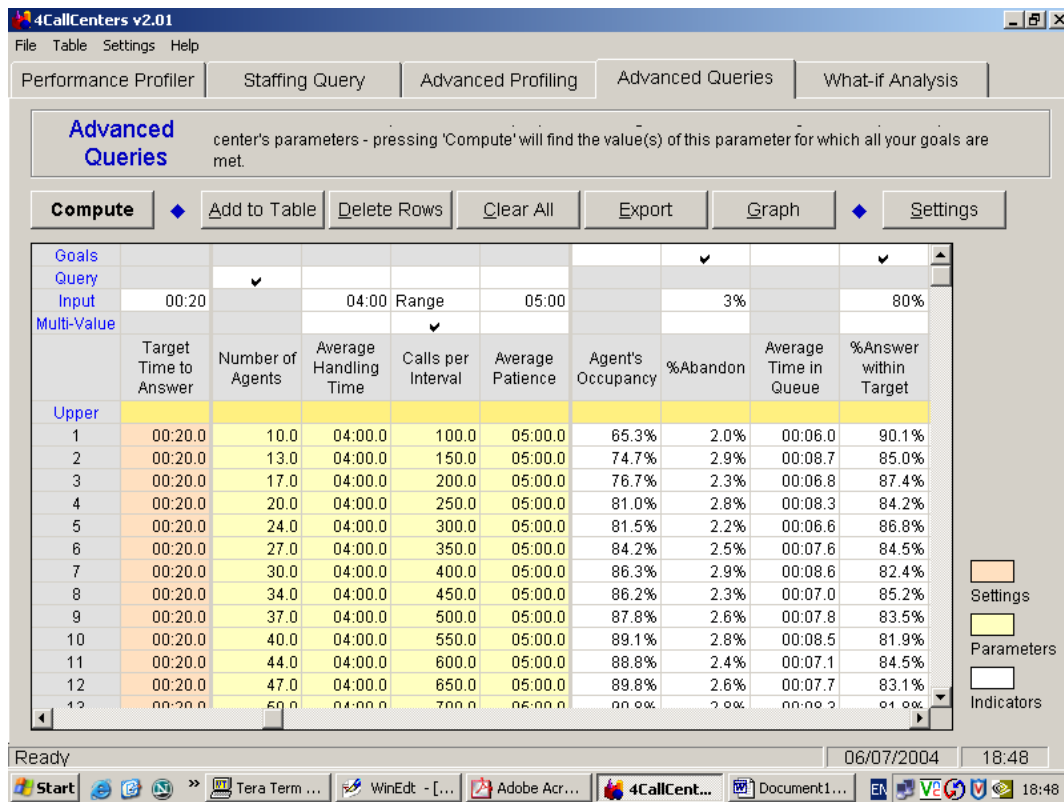 4CallCenters v2.01
File Table Settings Help
Performance Profiler Staffing Query Advanced Profiling Advanced Queries What-if Analysis
Advanced Queries
center's parameters - pressing 'Compute' will find the value(s) of this parameter for which all your goals are
met.
Compute Add to Table Delete Rows Clear All Export Graph Settings
Goals
Query
Input 00:20 04:00 Range 05:00 3% 80%
Multi-Value
Target Time to Answer Number of Agents Average Handling Time Calls per Interval Average Patience Agent's Occupancy %Abandon Average Time in Queue %Answer within Target
Upper
1 00:20.0 10.0 04:00.0 100.0 05:00.0 65.3% 2.0% 00:06.0 90.1%
2 00:20.0 13.0 04:00.0 150.0 05:00.0 74.7% 2.9% 00:08.7 85.0%
3 00:20.0 17.0 04:00.0 200.0 05:00.0 76.7% 2.3% 00:06.8 87.4%
4 00:20.0 20.0 04:00.0 250.0 05:00.0 81.0% 2.8% 00:08.3 84.2%
5 00:20.0 24.0 04:00.0 300.0 05:00.0 81.5% 2.2% 00:06.6 86.8%
6 00:20.0 27.0 04:00.0 350.0 05:00.0 84.2% 2.5% 00:07.6 84.5%
7 00:20.0 30.0 04:00.0 400.0 05:00.0 86.3% 2.9% 00:08.6 82.4%
8 00:20.0 34.0 04:00.0 450.0 05:00.0 86.2% 2.3% 00:07.0 85.2%
9 00:20.0 37.0 04:00.0 500.0 05:00.0 87.8% 2.6% 00:07.8 83.5%
10 00:20.0 40.0 04:00.0 550.0 05:00.0 89.1% 2.8% 00:08.5 81.9%
11 00:20.0 44.0 04:00.0 600.0 05:00.0 88.8% 2.4% 00:07.1 84.5%
12 00:20.0 47.0 04:00.0 650.0 05:00.0 89.8% 2.6% 00:07.7 83.1%
Settings
Parameters
Indicators
Ready 06/07/2004 18:48
Start Tera Term ... WinEdt - [... Adobe Acr... 4CallCent... Document1... EN 18:48